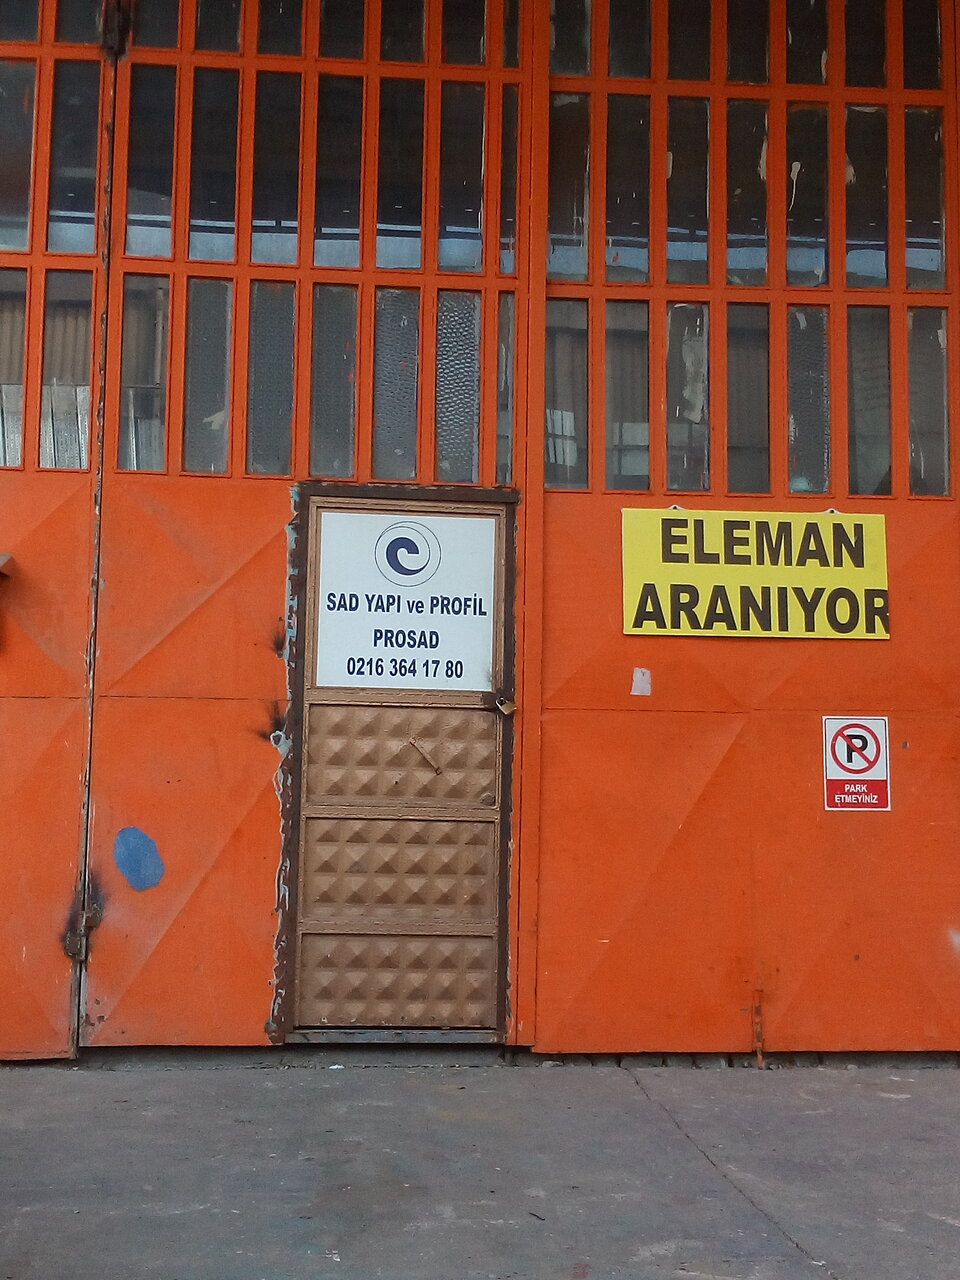 SAD YAPI ve PROFİL
PROSAD
0216 364 17 80
ELEMAN
ARANIYOR
P
PARK
ETMEYİNİZ